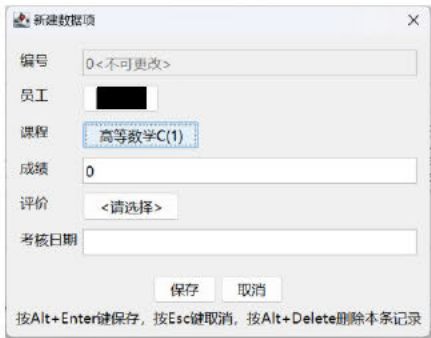 新建数据项
编号 0<不可更改>
员工
课程 高等数学C(1)
成绩 0
评价 <请选择>
考核日期
保存 取消
按Alt+Enter键保存，按Esc键取消，按Alt+Delete删除本条记录